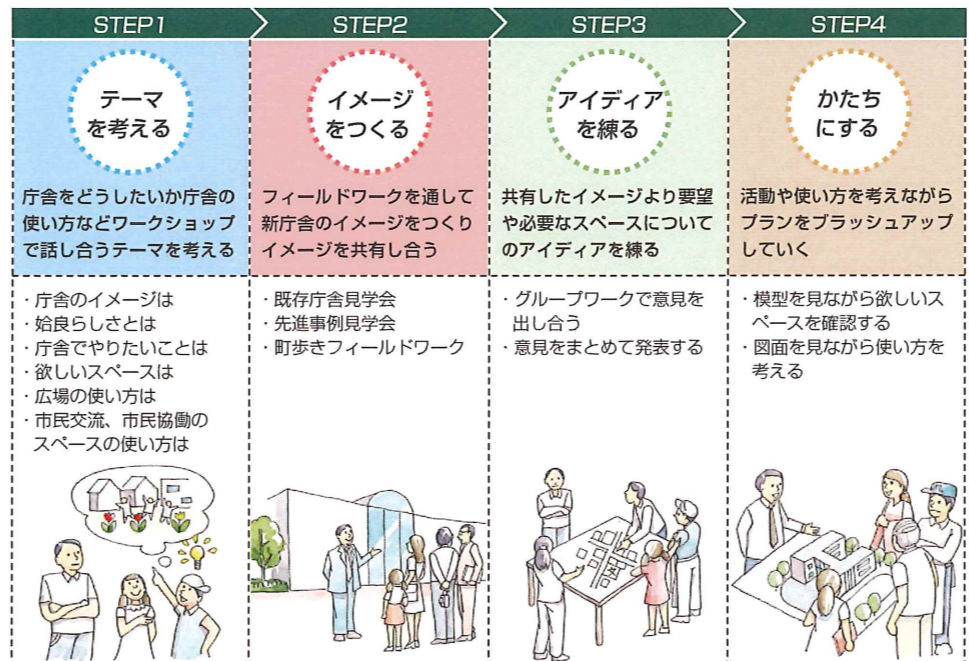 STEP1
STEP2
STEP3
STEP4
テーマ
を考える
庁舎をどうしたいか庁舎の
使い方などワークショップ
で話し合うテーマを考える
・庁舎のイメージは
・姶良らしさとは
・庁舎でやりたいことは
・欲しいスペースは
・広場の使い方は
・市民交流、市民協働の
スペースの使い方は
イメージ
をつくる
フィールドワークを通して
新庁舎のイメージをつくり
イメージを共有し合う
・既存庁舎見学会
・先進事例見学会
・町歩きフィールドワーク
アイディア
を練る
共有したイメージより要望
や必要なスペースについて
のアイディアを練る
・グループワークで意見を
出し合う
・意見をまとめて発表する
かたち
にする
活動や使い方を考えながら
プランをブラッシュアップ
していく
・模型を見ながら欲しいス
ペースを確認する
・図面を見ながら使い方を
考える